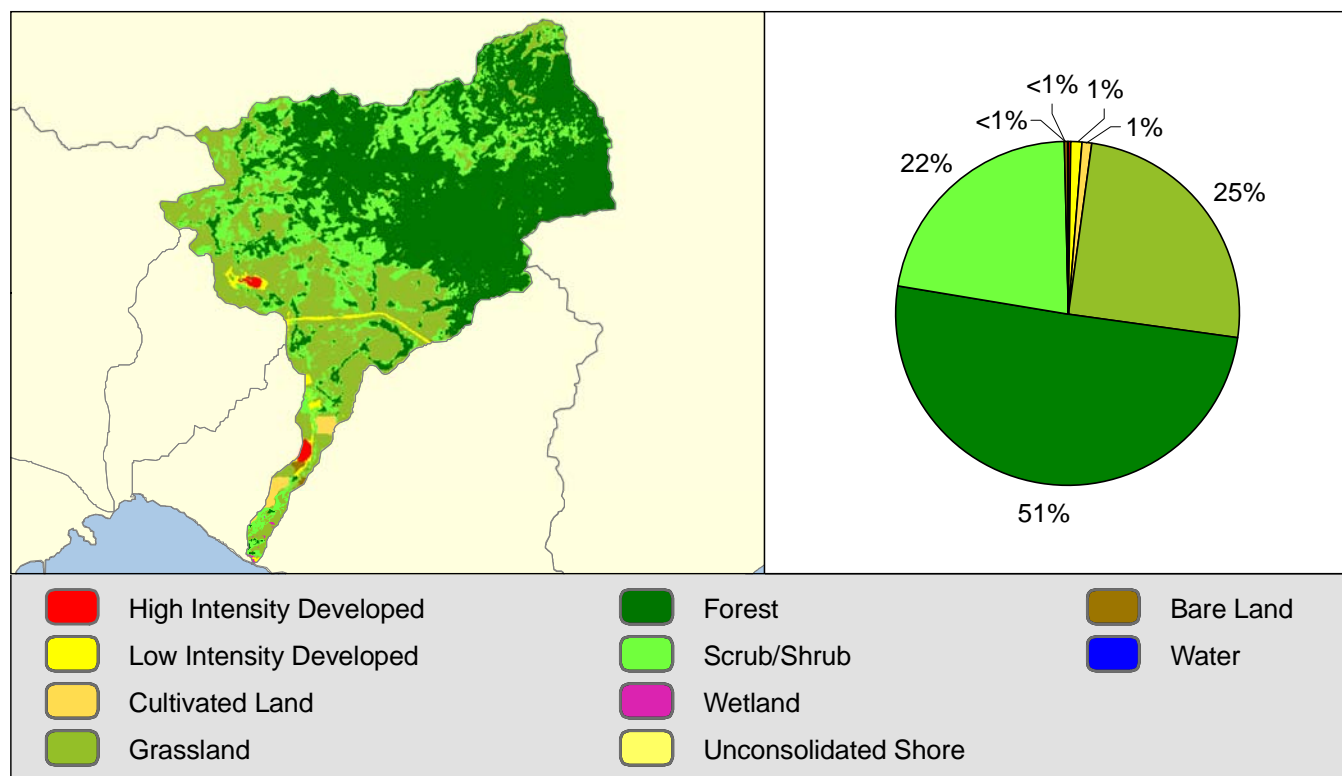 <1%
1%
<1%
1%
22%
25%
51%
High Intensity Developed
Low Intensity Developed
Cultivated Land
Grassland
Forest
Scrub/Shrub
Wetland
Unconsolidated Shore
Bare Land
Water